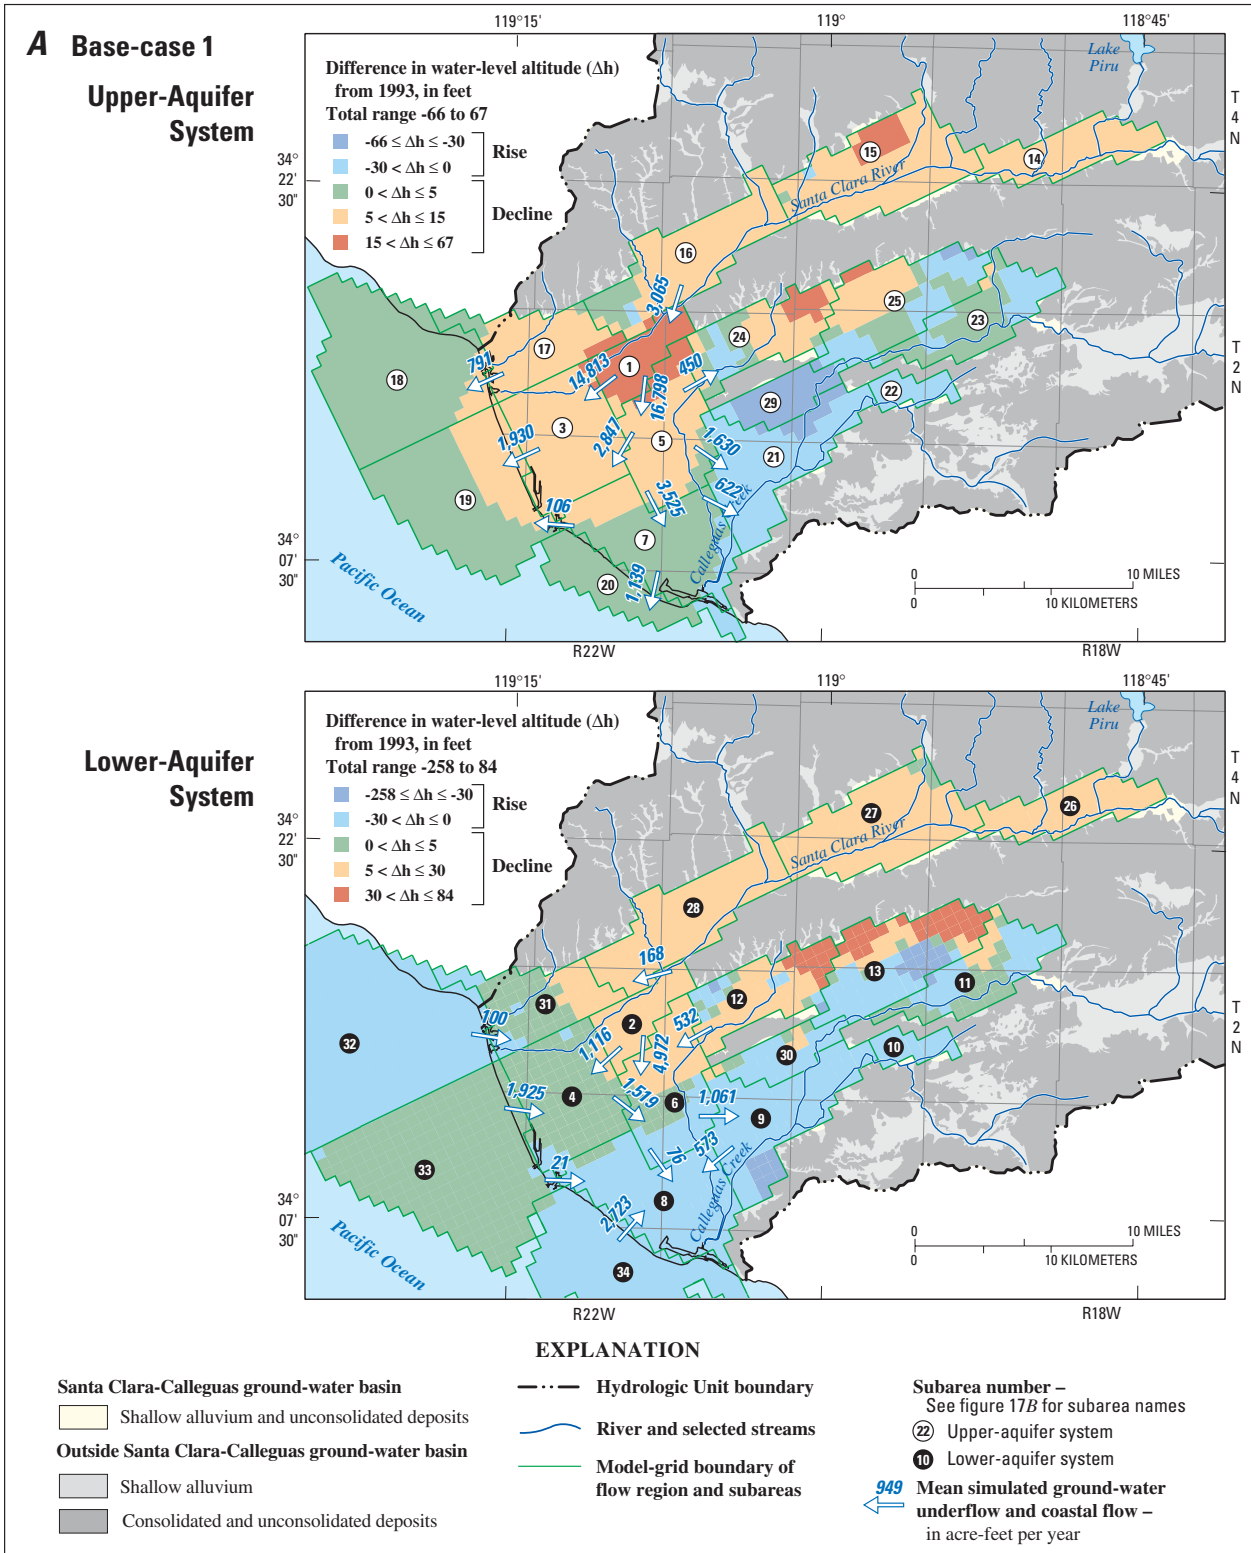 A Base-case 1
Upper-Aquifer
System
119°15'
119°
118°45'
Difference in water-level altitude (Δh)
from 1993, in feet
Total range -66 to 67
-66 ≤ Δh ≤ -30
-30 < Δh ≤ 0
Rise
0 < Δh ≤ 5
5 < Δh ≤ 15
15 < Δh ≤ 67
Decline
Lake
Piru
T
4
N
34°
22'
30"
15
14
Santa Clara River
16
3,065
25
23
24
17
1
14,813
16,798
450
791
18
T
2
N
22
29
3
2,847
5
1,930
1,630
21
19
3,525
622
106
7
Calleguas Creek
20
1,139
34°
07'
30"
Pacific Ocean
0 10 MILES
0 10 KILOMETERS
R22W
R18W
Lower-Aquifer
System
119°15'
119°
118°45'
Difference in water-level altitude (Δh)
from 1993, in feet
Total range -258 to 84
-258 ≤ Δh ≤ -30
-30 < Δh ≤ 0
Rise
0 < Δh ≤ 5
5 < Δh ≤ 30
30 < Δh ≤ 84
Decline
Lake
Piru
T
4
N
34°
22'
30"
27
26
Santa Clara River
28
168
13
11
12
31
2
532
100
32
1,116
4,972
30
10
T
2
N
1,925
4
1,519
6
1,061
9
33
21
76
573
8
Calleguas Creek
2,723
34
34°
07'
30"
Pacific Ocean
0 10 MILES
0 10 KILOMETERS
R22W
R18W
EXPLANATION
Santa Clara-Calleguas ground-water basin
Shallow alluvium and unconsolidated deposits
Outside Santa Clara-Calleguas ground-water basin
Shallow alluvium
Consolidated and unconsolidated deposits
Hydrologic Unit boundary
River and selected streams
Model-grid boundary of
flow region and subareas
Subarea number –
See figure 17B for subarea names
22 Upper-aquifer system
10 Lower-aquifer system
949 Mean simulated ground-water
underflow and coastal flow –
in acre-feet per year